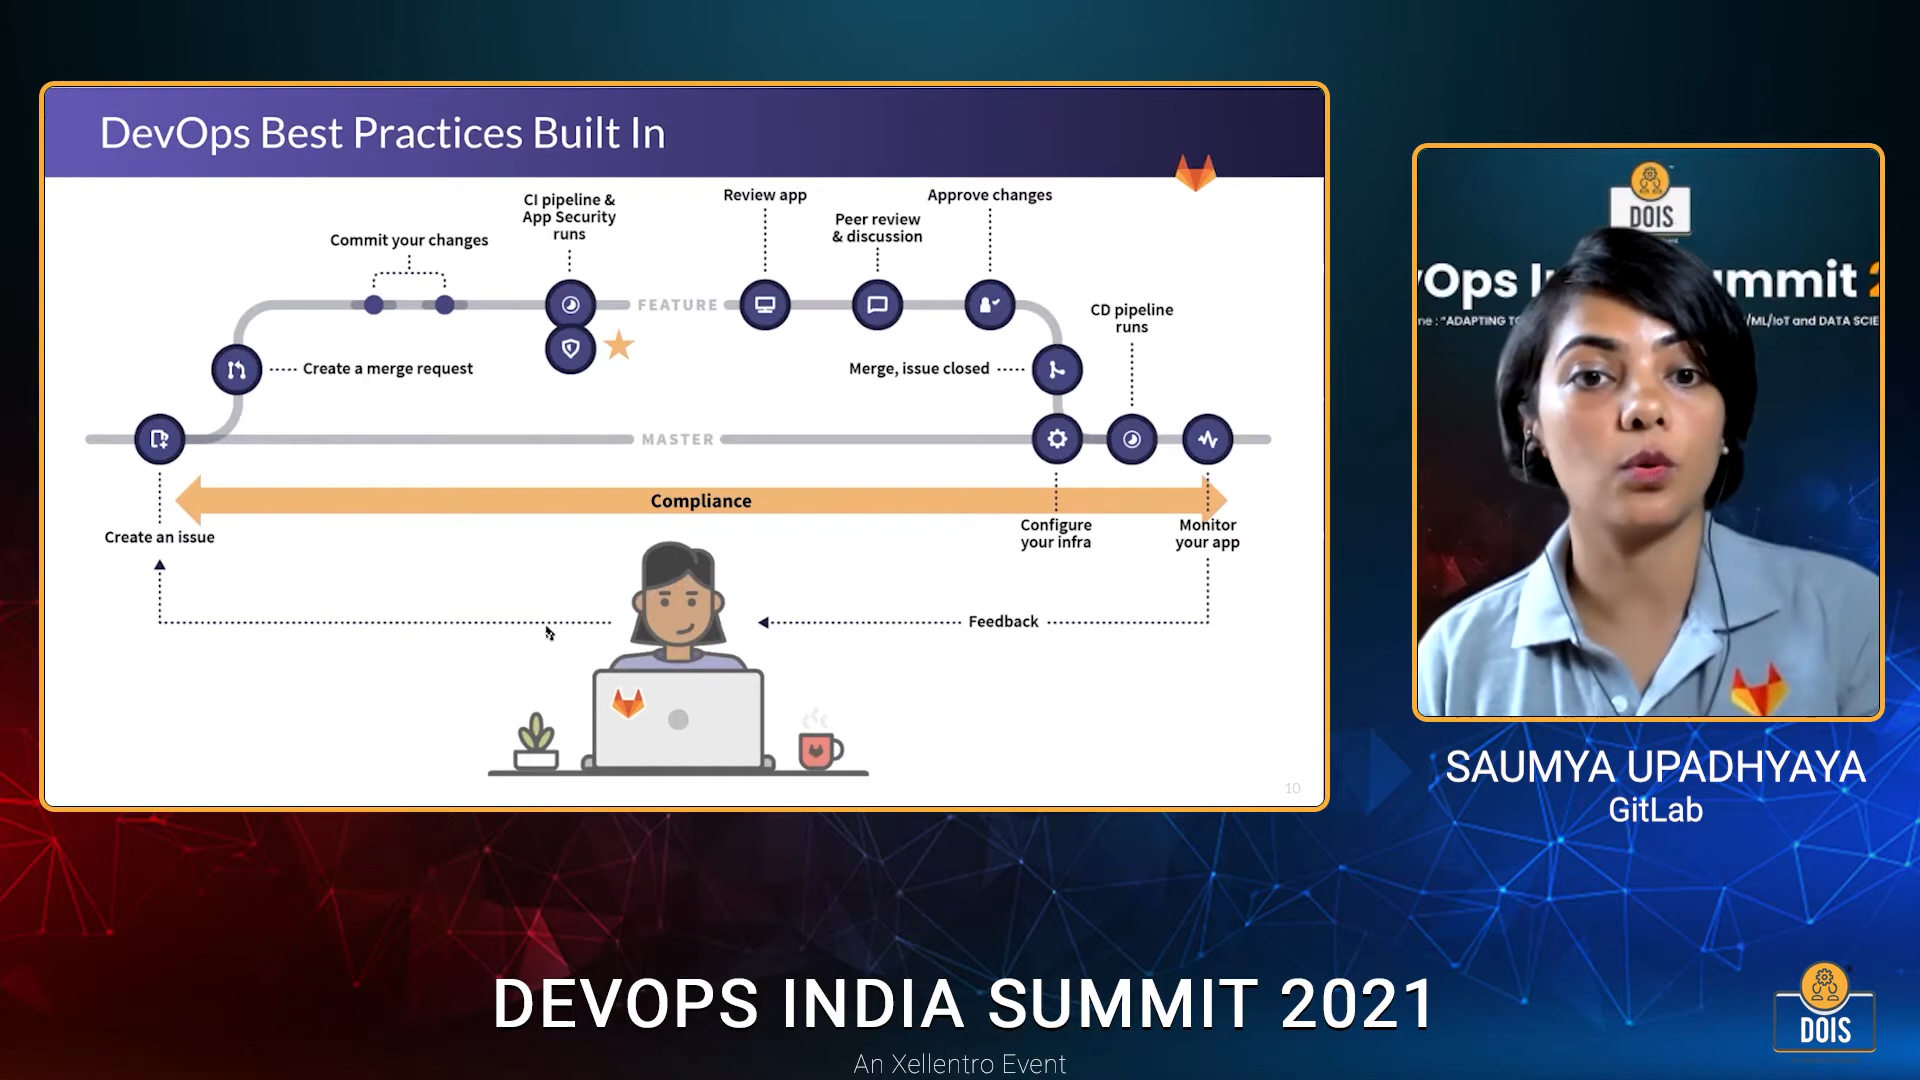 DevOps Best Practices Built In
CI pipeline &
App Security
runs
Review app
Approve changes
Peer review
& discussion
Commit your changes
FEATURE
CD pipeline
runs
Create a merge request
Merge, issue closed
MASTER
Compliance
Create an issue
Configure
your infra
Monitor
your app
Feedback
10
DOIS
Ops
mmit
: "ADAPTING
/ML/IoT and DATA SCIE
SAUMYA UPADHYAYA
GitLab
DEVOPS INDIA SUMMIT 2021
An Xellentro Event
DOIS